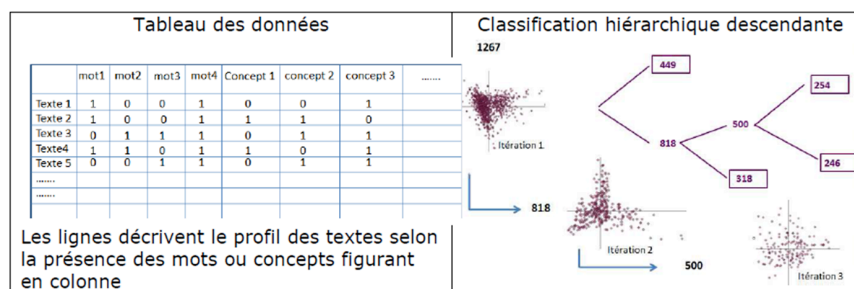 Tableau des données
mot1 mot2 mot3 mot4 Concept 1 concept 2 concept 3 .......
Texte 1 1 0 0 1 0 0 1
Texte 2 1 0 0 1 1 1 0
Texte 3 0 1 1 1 0 1 1
Texte4 1 1 0 1 1 0 1
Texte 5 0 0 1 1 0 1 1
.......
.......
Les lignes décrivent le profil des textes selon
la présence des mots ou concepts figurant
en colonne
Classification hiérarchique descendante
1267
449
254
Itération 1
818
500
246
318
818
Itération 2
500
Itération 3